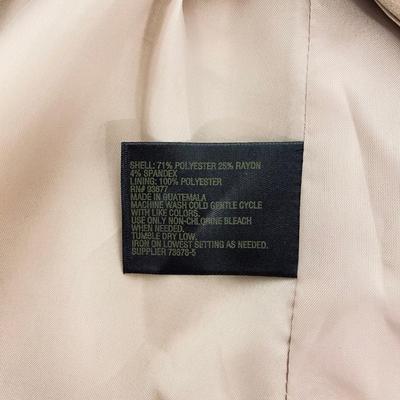 SHELL: 71% POLYESTER 25% RAYON
4% SPANDEX
LINING: 100% POLYESTER
RN# 93677
MADE IN GUATEMALA
MACHINE WASH COLD GENTLE CYCLE
WITH LIKE COLORS.
USE ONLY NON-CHLORINE BLEACH
WHEN NEEDED.
TUMBLE DRY LOW.
IRON ON LOWEST SETTING AS NEEDED.
SUPPLIER 73878-5